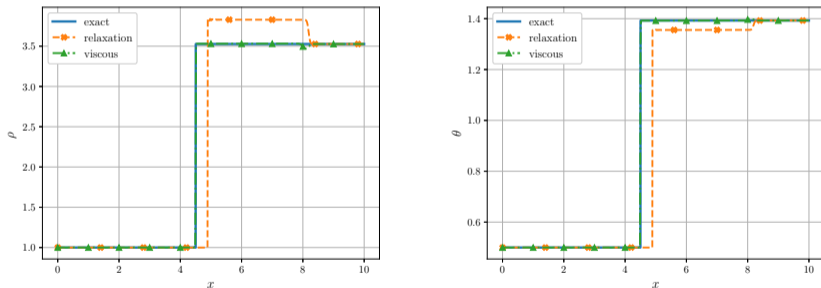 exact
relaxation
viscous
3.5
3.0
2.5
2.0
1.5
1.0
ρ
0 2 4 6 8 10
x
exact
relaxation
viscous
1.4
1.2
1.0
0.8
0.6
θ
0 2 4 6 8 10
x